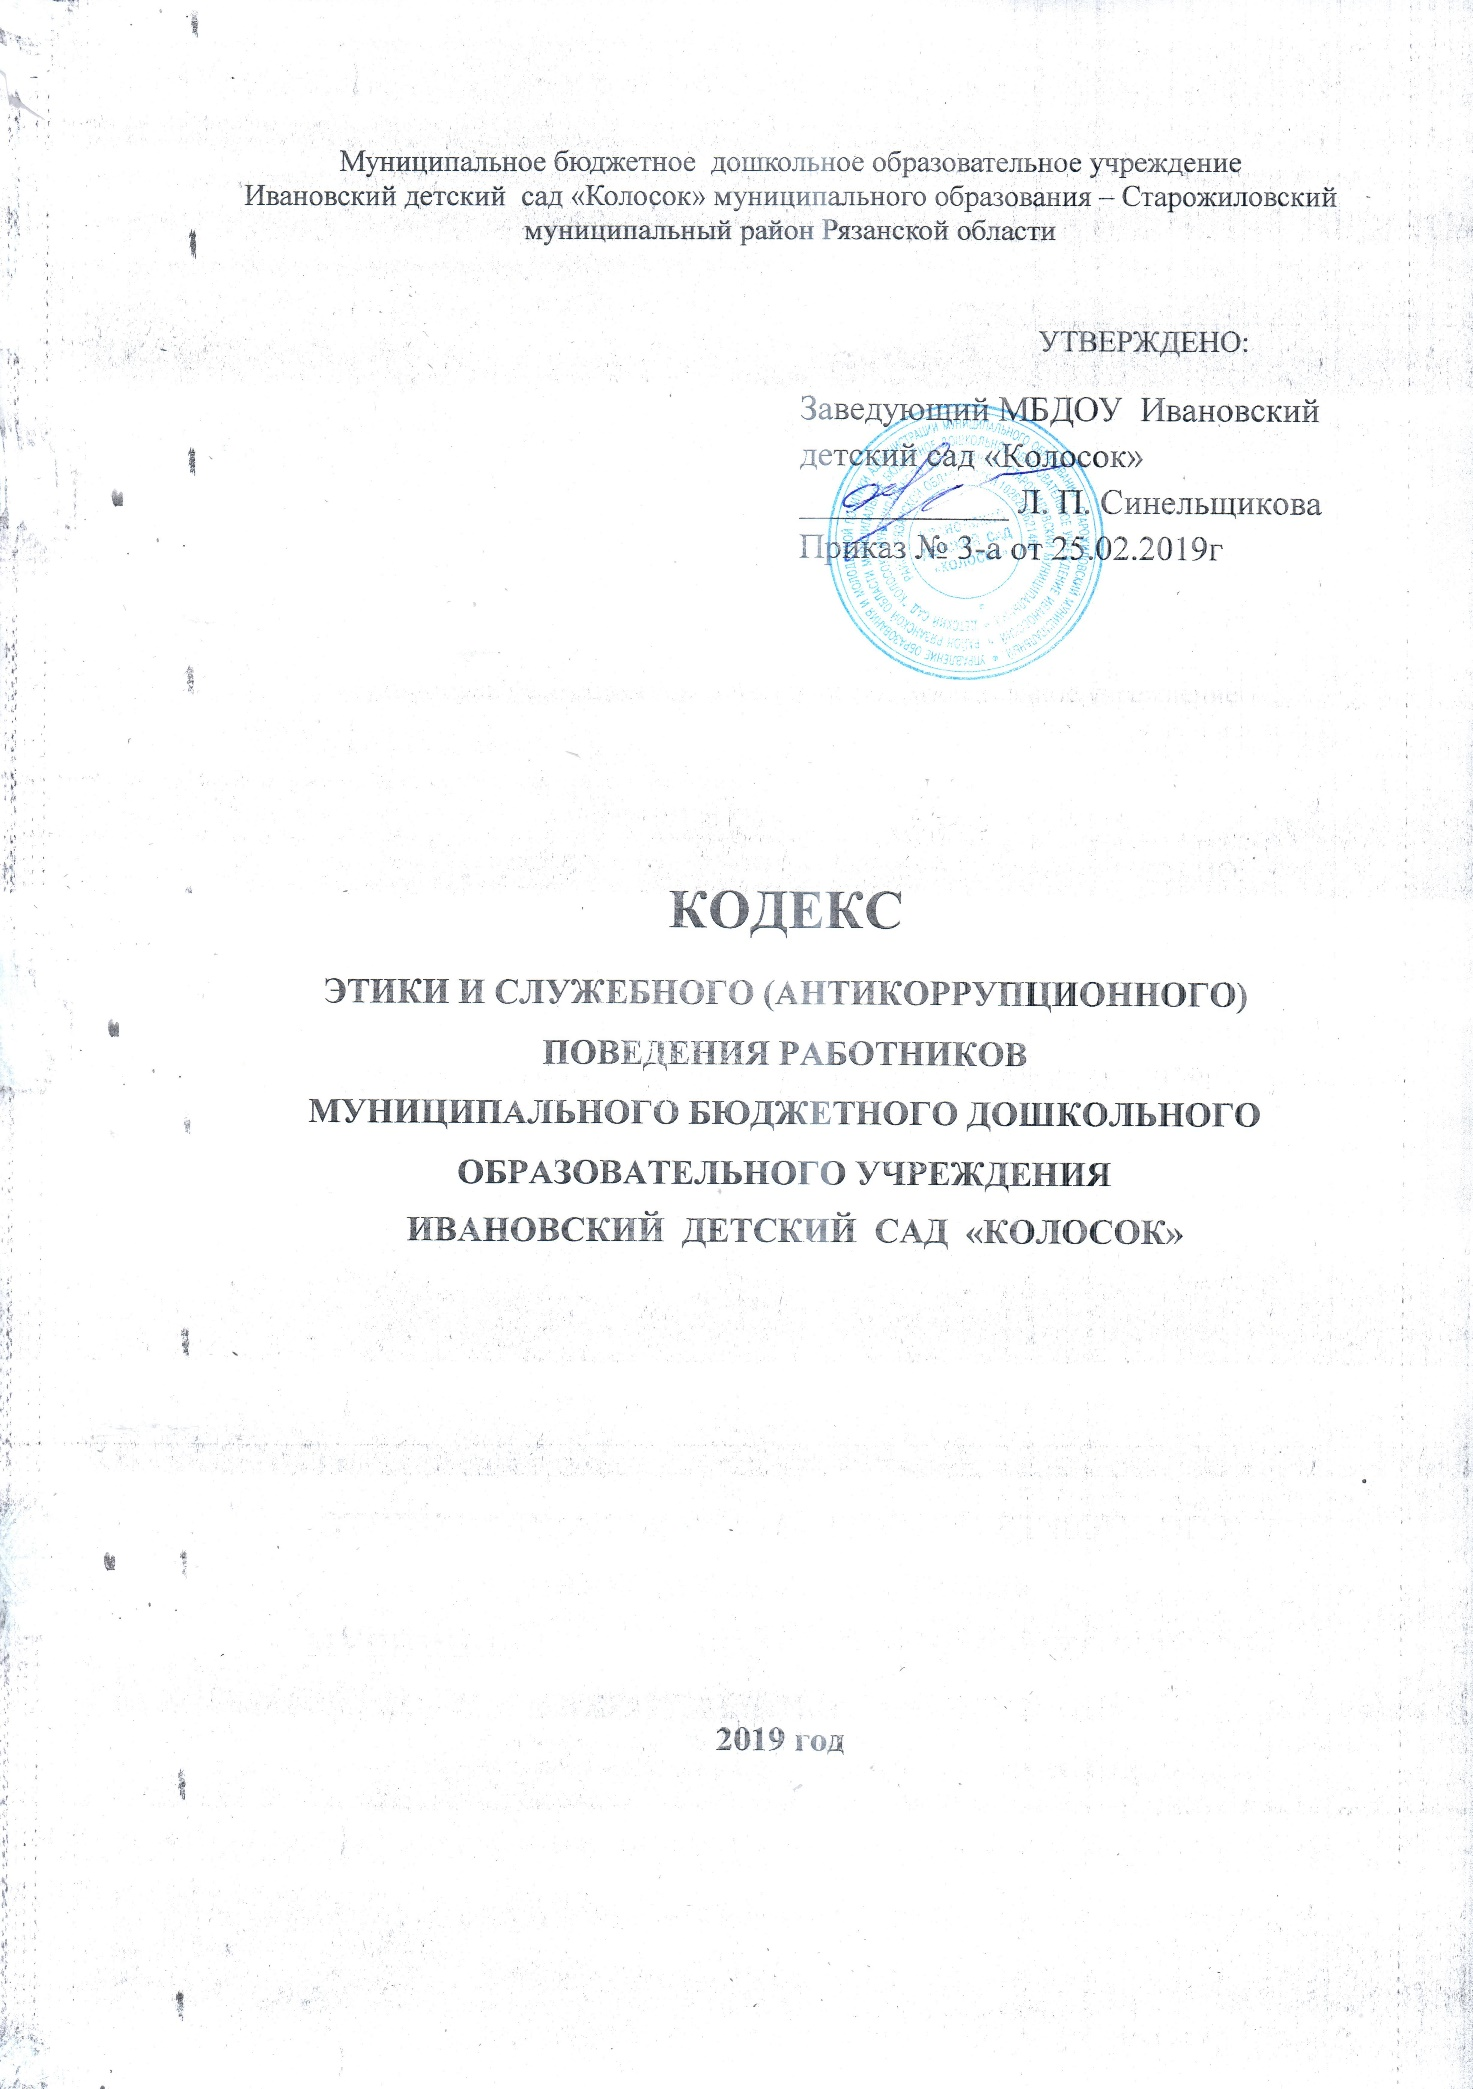 Муниципальное бюджетное дошкольное образовательное учреждение
Ивановский детский сад «Колосок» муниципального образования – Старожиловский
муниципальный район Рязанской области
УТВЕРЖДЕНО:
Заведующий МБДОУ Ивановский
детский сад «Колосок»
____________ Л. П. Синельщикова
Приказ № 3-а от 25.02.2019г
КОДЕКС
ЭТИКИ И СЛУЖЕБНОГО (АНТИКОРРУПЦИОННОГО)
ПОВЕДЕНИЯ РАБОТНИКОВ
МУНИЦИПАЛЬНОГО БЮДЖЕТНОГО ДОШКОЛЬНОГО
ОБРАЗОВАТЕЛЬНОГО УЧРЕЖДЕНИЯ
ИВАНОВСКИЙ ДЕТСКИЙ САД «КОЛОСОК»
2019 год